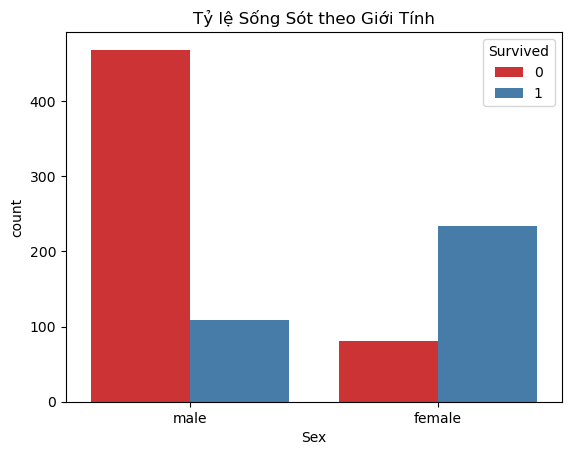 Tỷ lệ Sống Sót theo Giới Tính
Survived
0
1
count
400
300
200
100
0
male
female
Sex